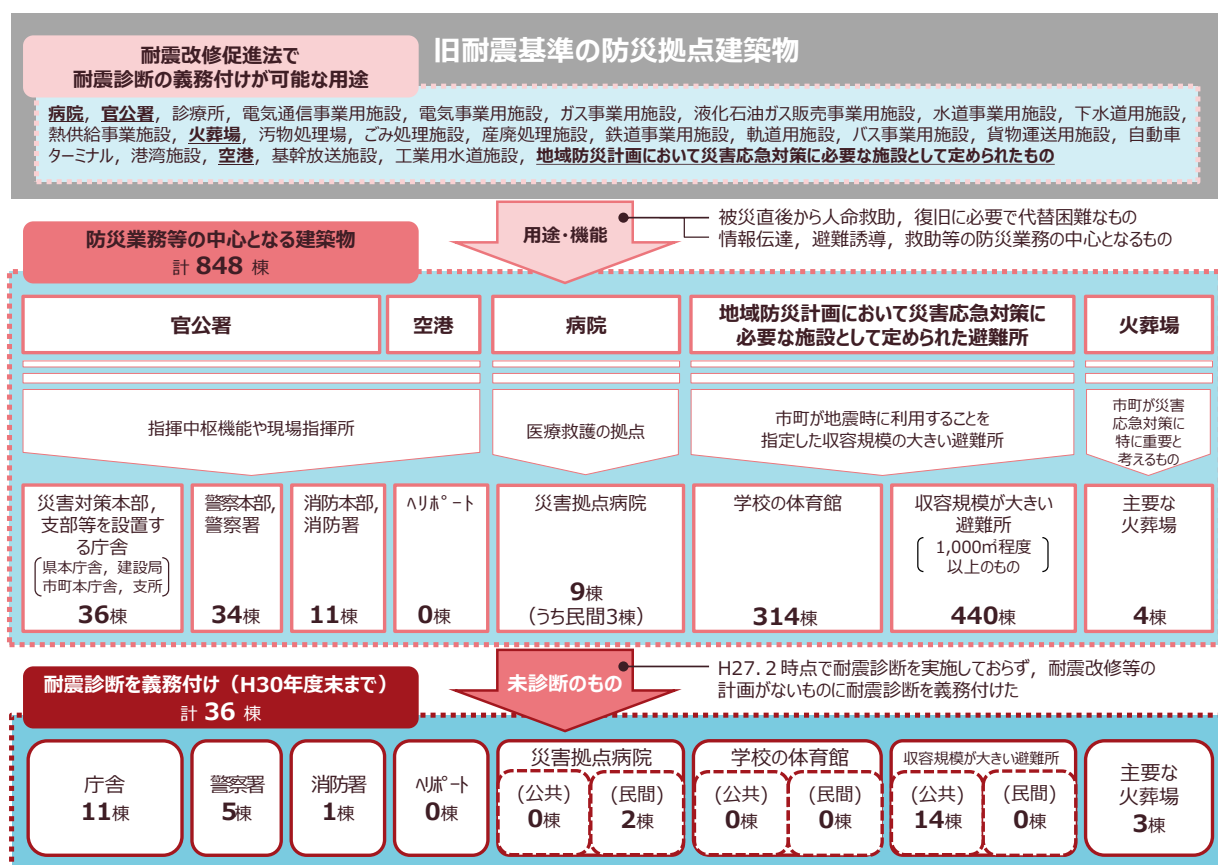 旧耐震基準の防災拠点建築物
耐震改修促進法で
耐震診断の義務付けが可能な用途
病院，官公署，診療所，電気通信事業用施設，電気事業用施設，ガス事業用施設，液化石油ガス販売事業用施設，水道事業用施設，下水道用施設，
熱供給事業施設，火葬場，汚物処理場，ごみ処理施設，産廃処理施設，鉄道事業用施設，軌道用施設，バス事業用施設，貨物運送用施設，自動車
ターミナル，港湾施設，空港，基幹放送施設，工業用水道施設，地域防災計画において災害応急対策に必要な施設として定められたもの
用途・機能
被災直後から人命救助，復旧に必要で代替困難なもの
情報伝達，避難誘導，救助等の防災業務の中心となるもの
防災業務等の中心となる建築物
計 848 棟
官公署
空港
病院
地域防災計画において災害応急対策に
必要な施設として定められた避難所
火葬場
指揮中枢機能や現場指揮所
医療救護の拠点
市町が地震時に利用することを
指定した収容規模の大きい避難所
市町が災害
応急対策に
特に重要と
考えるもの
災害対策本部，
支部等を設置す
る庁舎
県本庁舎，建設局
市町本庁舎，支所
36棟
警察本部，
警察署
34棟
消防本部，
消防署
11棟
ﾍﾘﾎﾟｰﾄ
0棟
災害拠点病院
9棟
(うち民間3棟)
学校の体育館
314棟
収容規模が大きい
避難所
1,000㎡程度
以上のもの
440棟
主要な
火葬場
4棟
未診断のもの
H27．2時点で耐震診断を実施しておらず，耐震改修等の
計画がないものに耐震診断を義務付けた
耐震診断を義務付け（H30年度末まで）
計 36 棟
庁舎
11棟
警察署
5棟
消防署
1棟
ﾍﾘﾎﾟｰﾄ
0棟
災害拠点病院
(公共)
0棟
(民間)
2棟
学校の体育館
(公共)
0棟
(民間)
0棟
収容規模が大きい避難所
(公共)
14棟
(民間)
0棟
主要な
火葬場
3棟